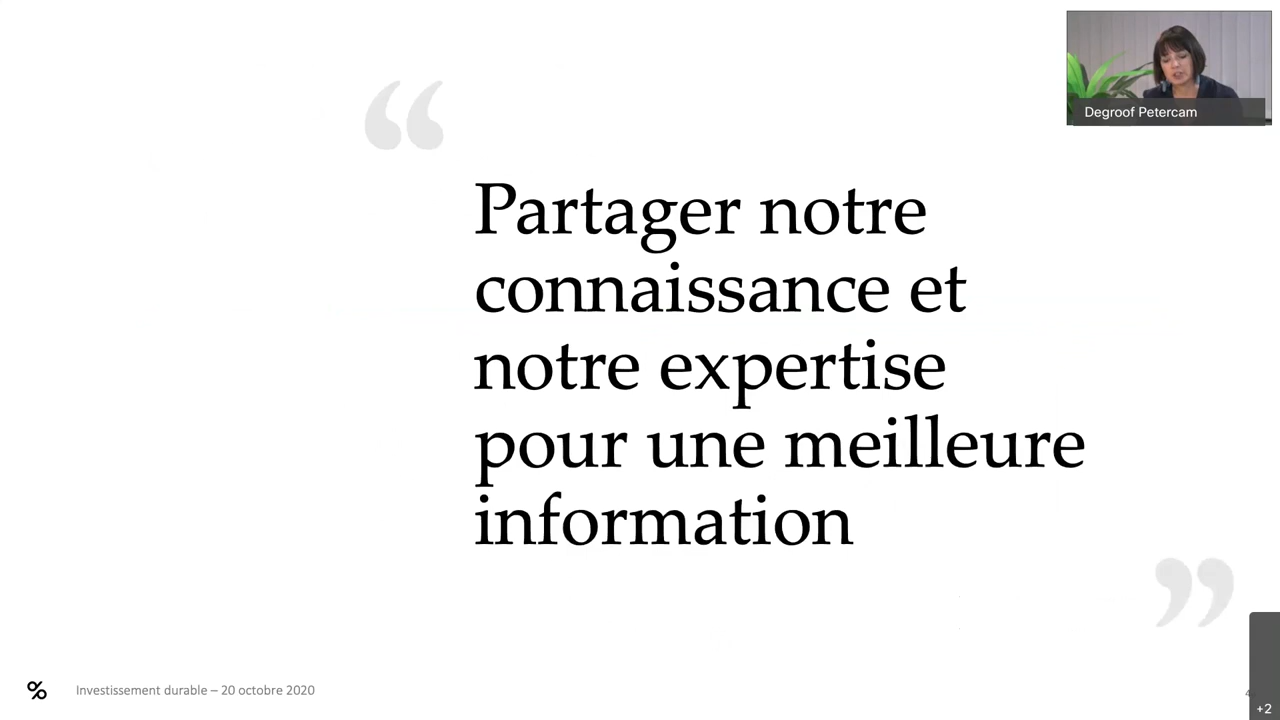 Degroof Petercam
“
Partager notre
connaissance et
notre expertise
pour une meilleure
information
”
Investissement durable – 20 octobre 2020
+2